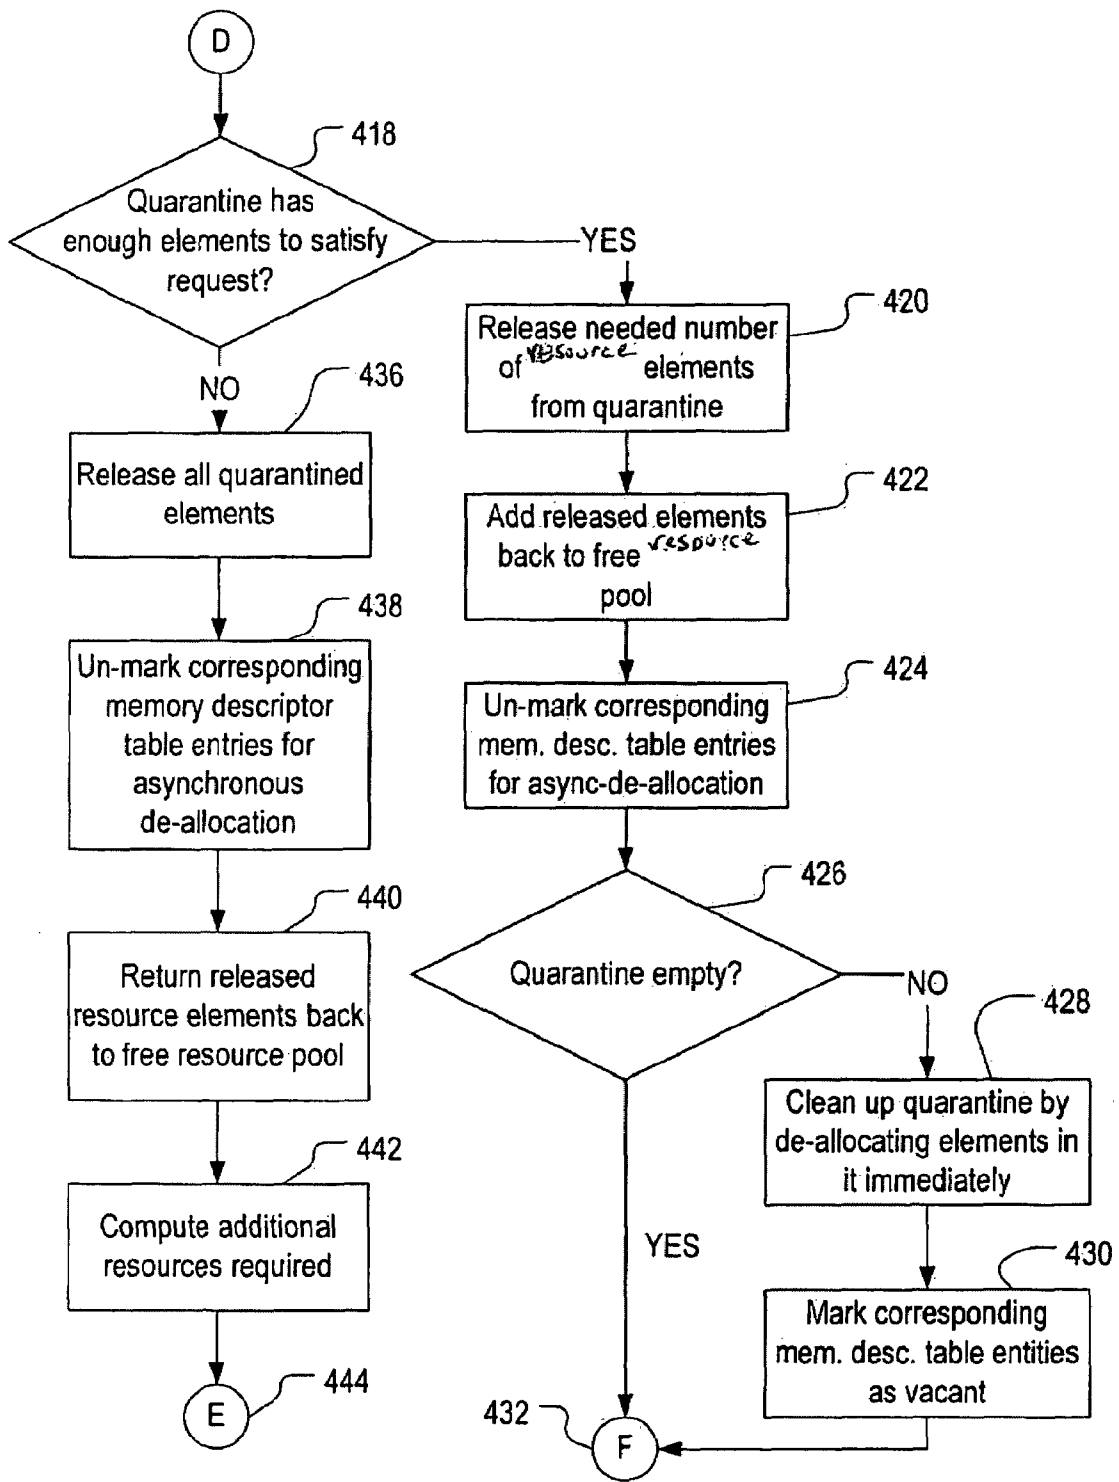 D
418
Quarantine has
enough elements to satisfy
request?
YES
NO
420
Release needed number
of resource elements
from quarantine
436
Release all quarantined
elements
422
Add released elements
back to free resource
pool
438
Un-mark corresponding
memory descriptor
table entries for
asynchronous
de-allocation
424
Un-mark corresponding
mem. desc. table entries
for async-de-allocation
426
Quarantine empty?
NO
YES
440
Return released
resource elements back
to free resource pool
428
Clean up quarantine by
de-allocating elements in
it immediately
442
Compute additional
resources required
430
Mark corresponding
mem. desc. table entities
as vacant
E
444
432
F